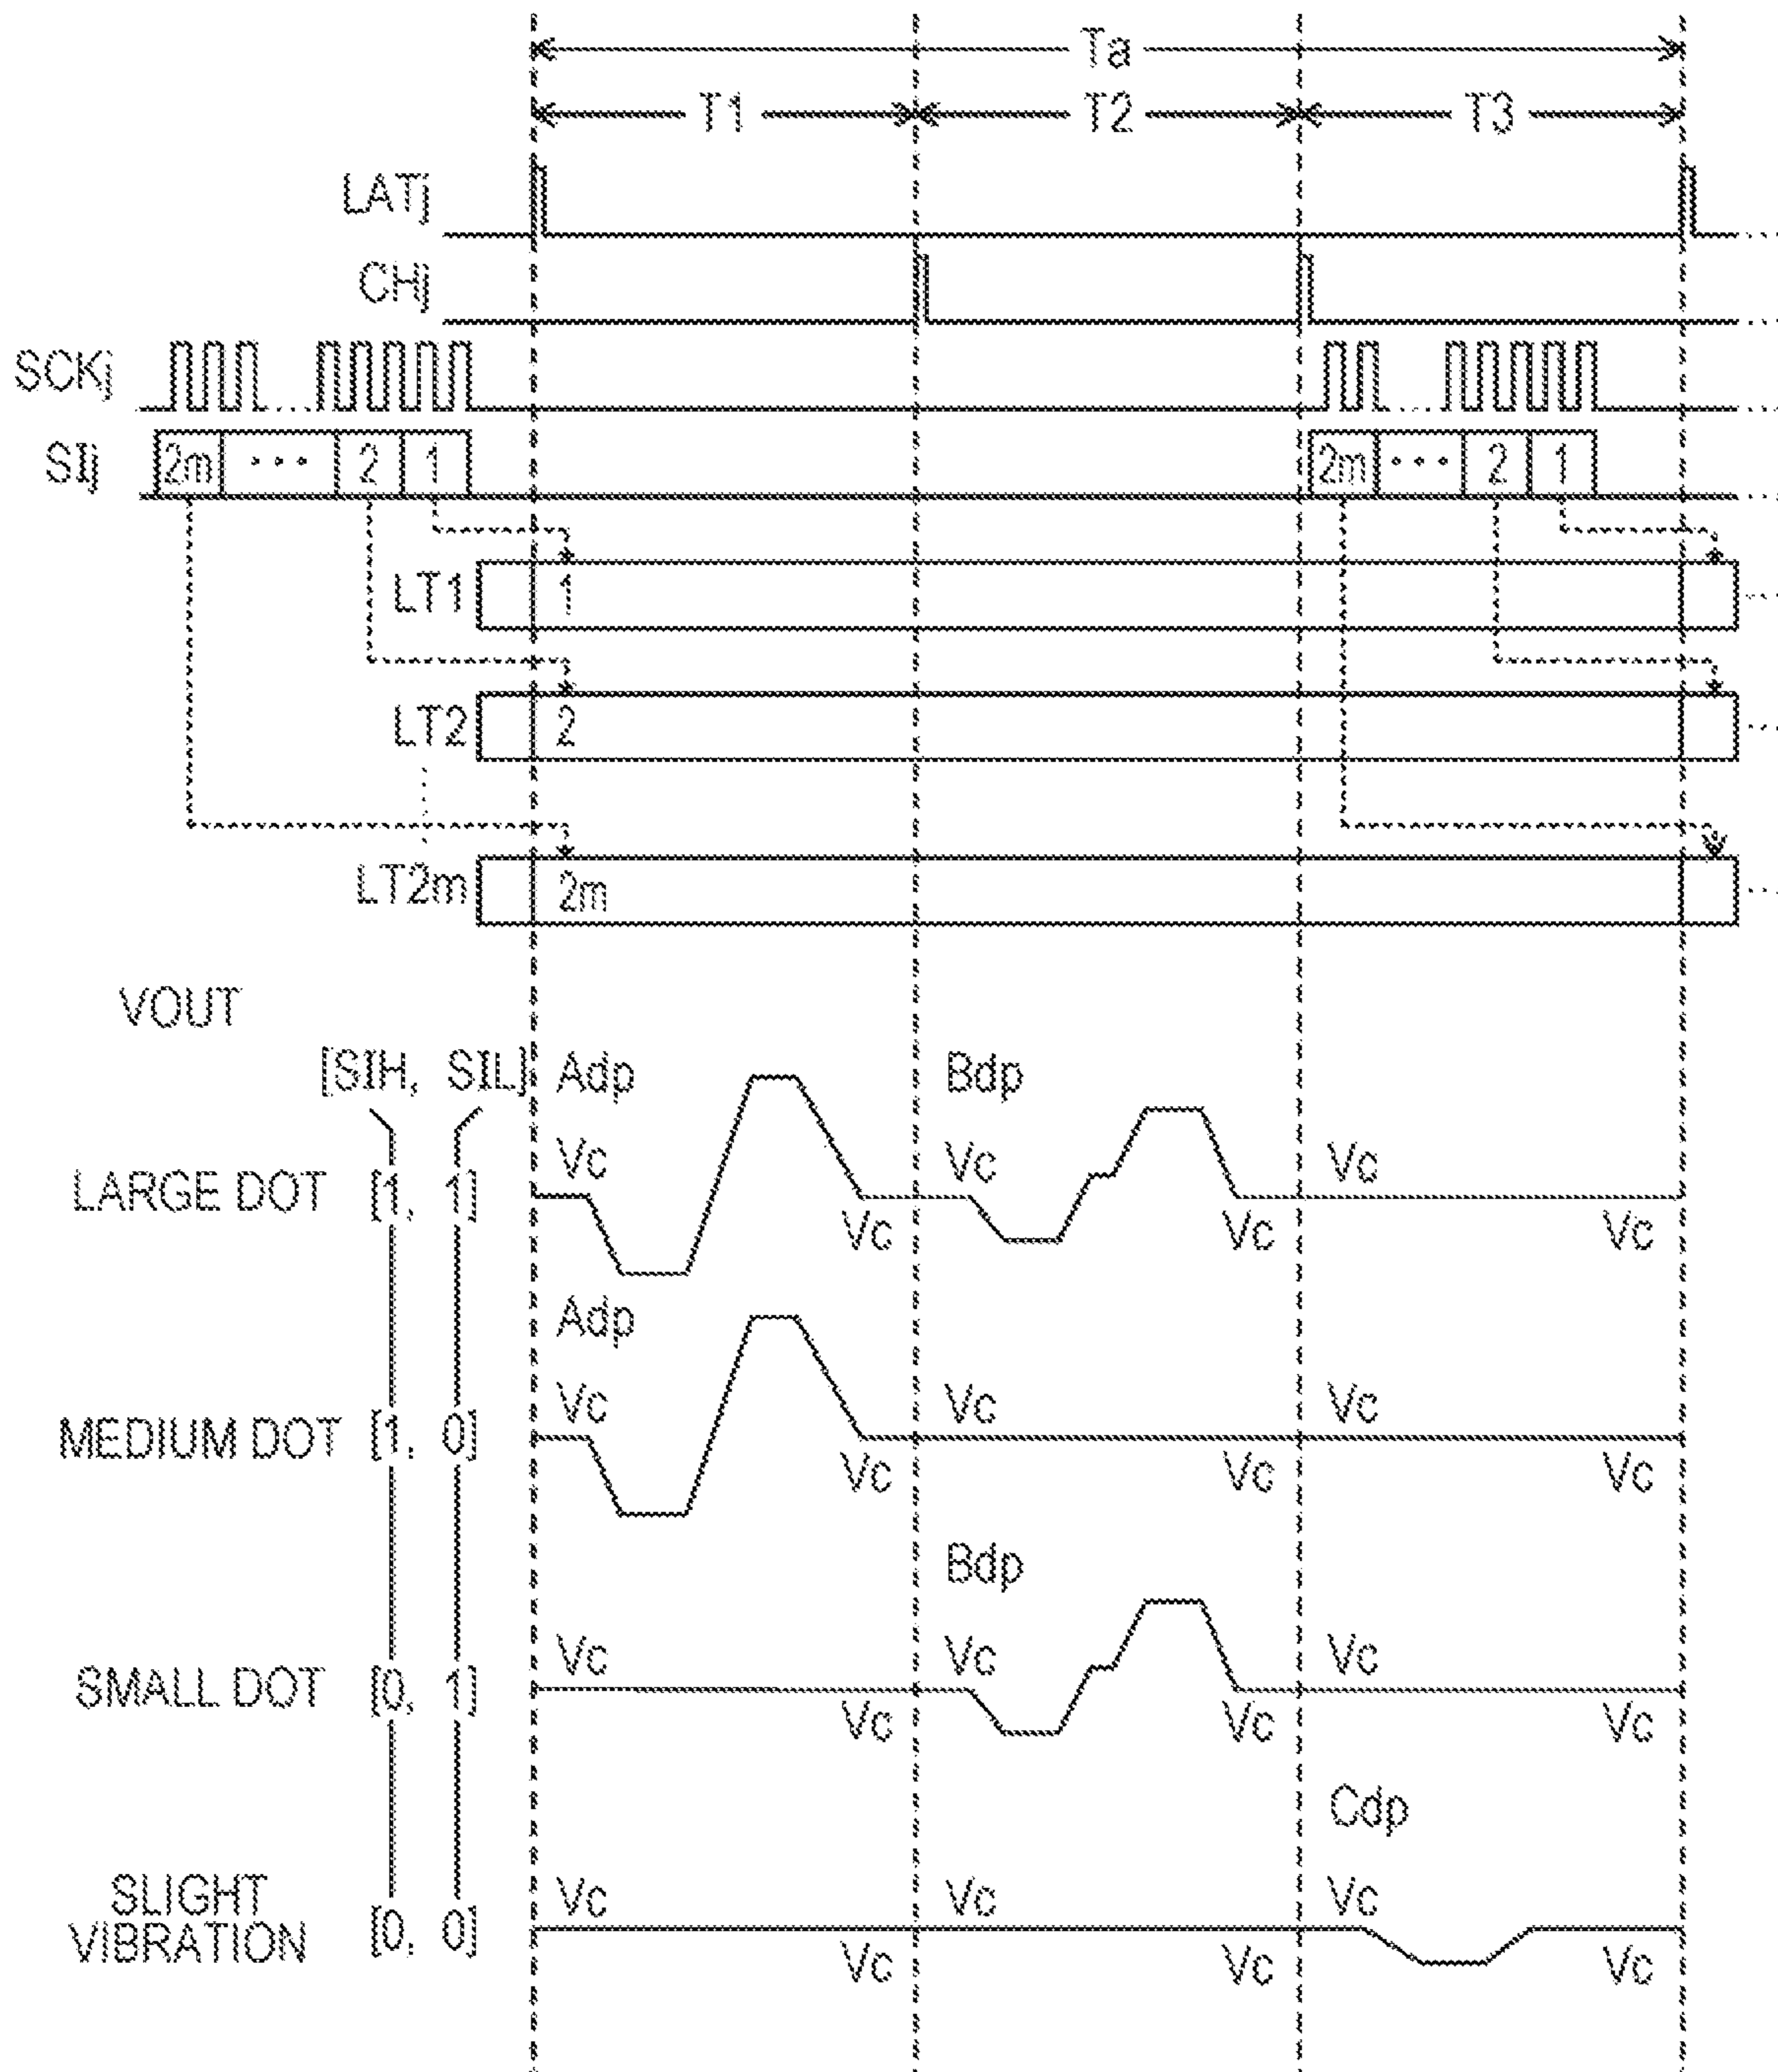 Ta
T1 T2 T3
LATj
CHj
SCKj
SIj 2m ... 2 1 2m ... 2 1
LT1 1
LT2 2
LT2m 2m
VOUT
[SIH, SIL] Adp Bdp
Vc Vc Vc
LARGE DOT [1, 1]
Vc Vc Vc
Adp
Vc Vc Vc
MEDIUM DOT [1, 0]
Vc Vc Vc
Bdp
Vc Vc Vc
SMALL DOT [0, 1]
Vc Vc Vc
Cdp
SLIGHT Vc Vc Vc
VIBRATION [0, 0]
Vc Vc Vc